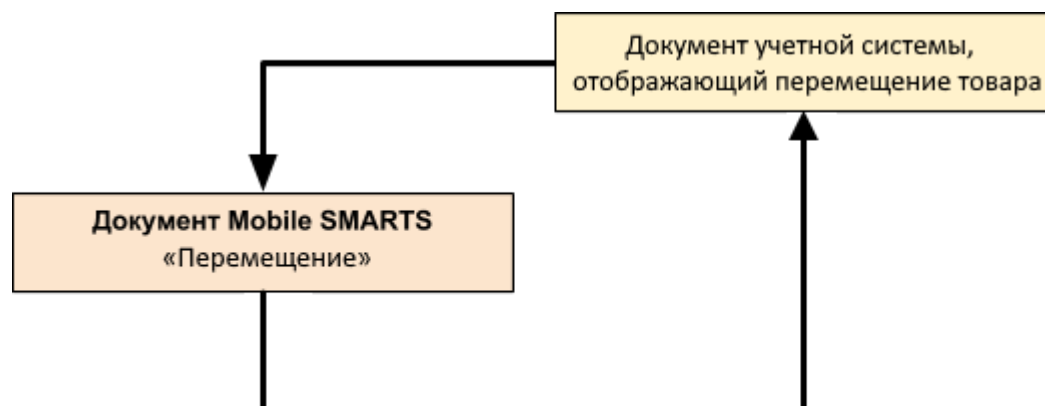 Документ учетной системы,
отображающий перемещение товара
Документ Mobile SMARTS
«Перемещение»